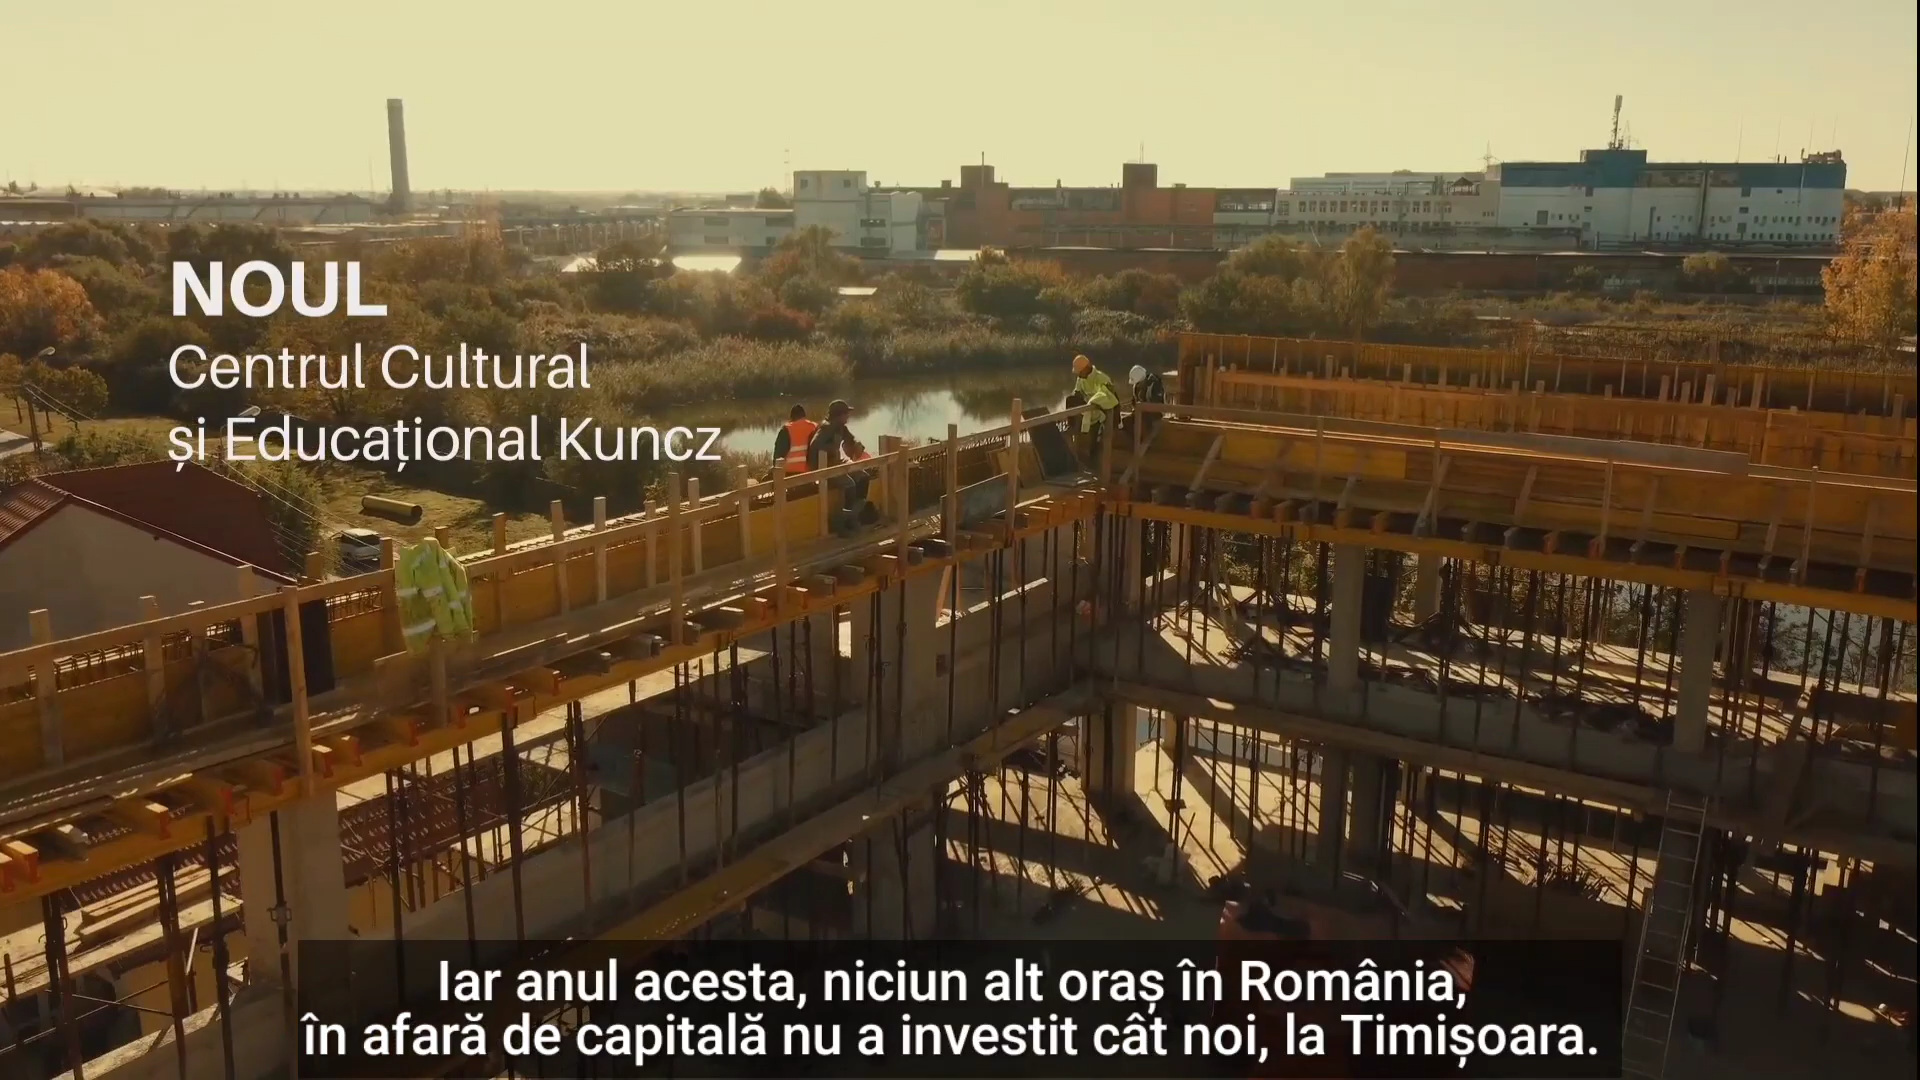 NOUL
Centrul Cultural
și Educațional Kuncz
Iar anul acesta, niciun alt oraș în România,
în afară de capitală nu a investit cât noi, la Timișoara.